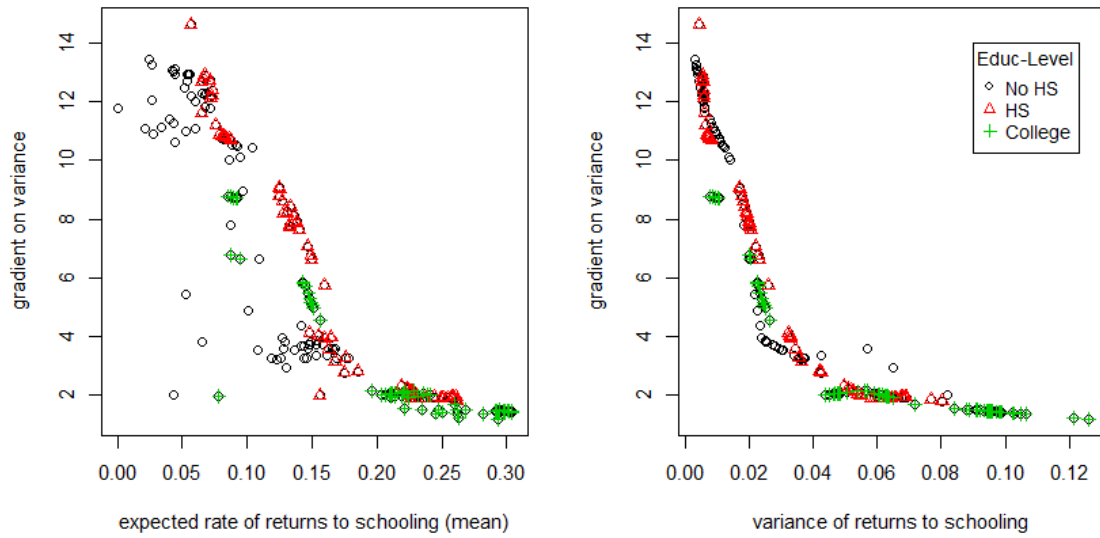 gradient on variance
14
12
10
8
6
4
2
0.00 0.05 0.10 0.15 0.20 0.25 0.30
expected rate of returns to schooling (mean)
gradient on variance
14
12
10
8
6
4
2
Educ-Level
No HS
HS
College
0.00 0.02 0.04 0.06 0.08 0.10 0.12
variance of returns to schooling